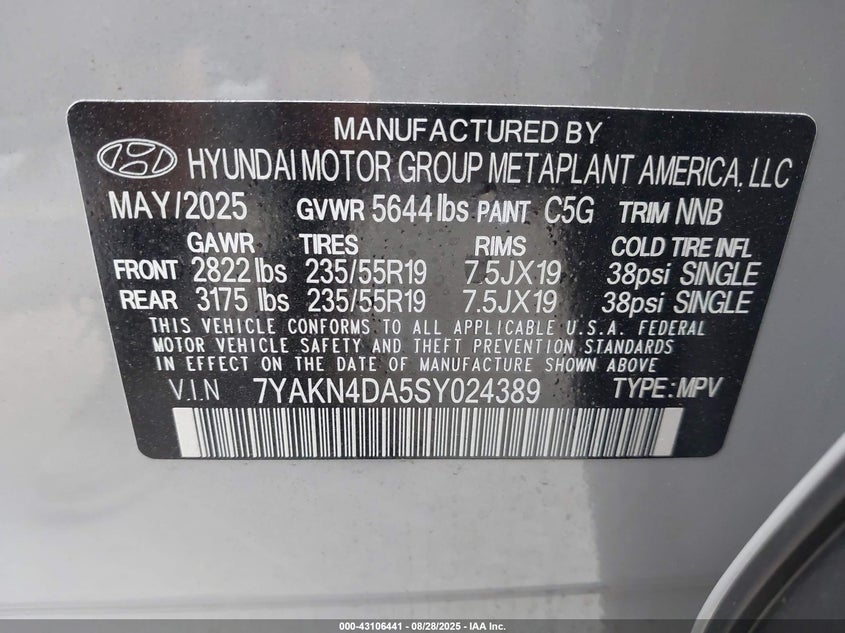 MANUFACTURED BY
HYUNDAI MOTOR GROUP METAPLANT AMERICA, LLC
MAY/2025 GVWR 5644 lbs PAINT C5G TRIM NNB
GAWR TIRES RIMS COLD TIRE INFL
FRONT 2822 lbs 235/55R19 7.5JX19 38psi SINGLE
REAR 3175 lbs 235/55R19 7.5JX19 38psi SINGLE
THIS VEHICLE CONFORMS TO ALL APPLICABLE U.S.A. FEDERAL
MOTOR VEHICLE SAFETY AND THEFT PREVENTION STANDARDS
IN EFFECT ON THE DATE OF MANUFACTURE SHOWN ABOVE
V.I.N 7YAKN4DA5SY024389 TYPE:MPV
000-43106441 - 08/28/2025 - IAA Inc.